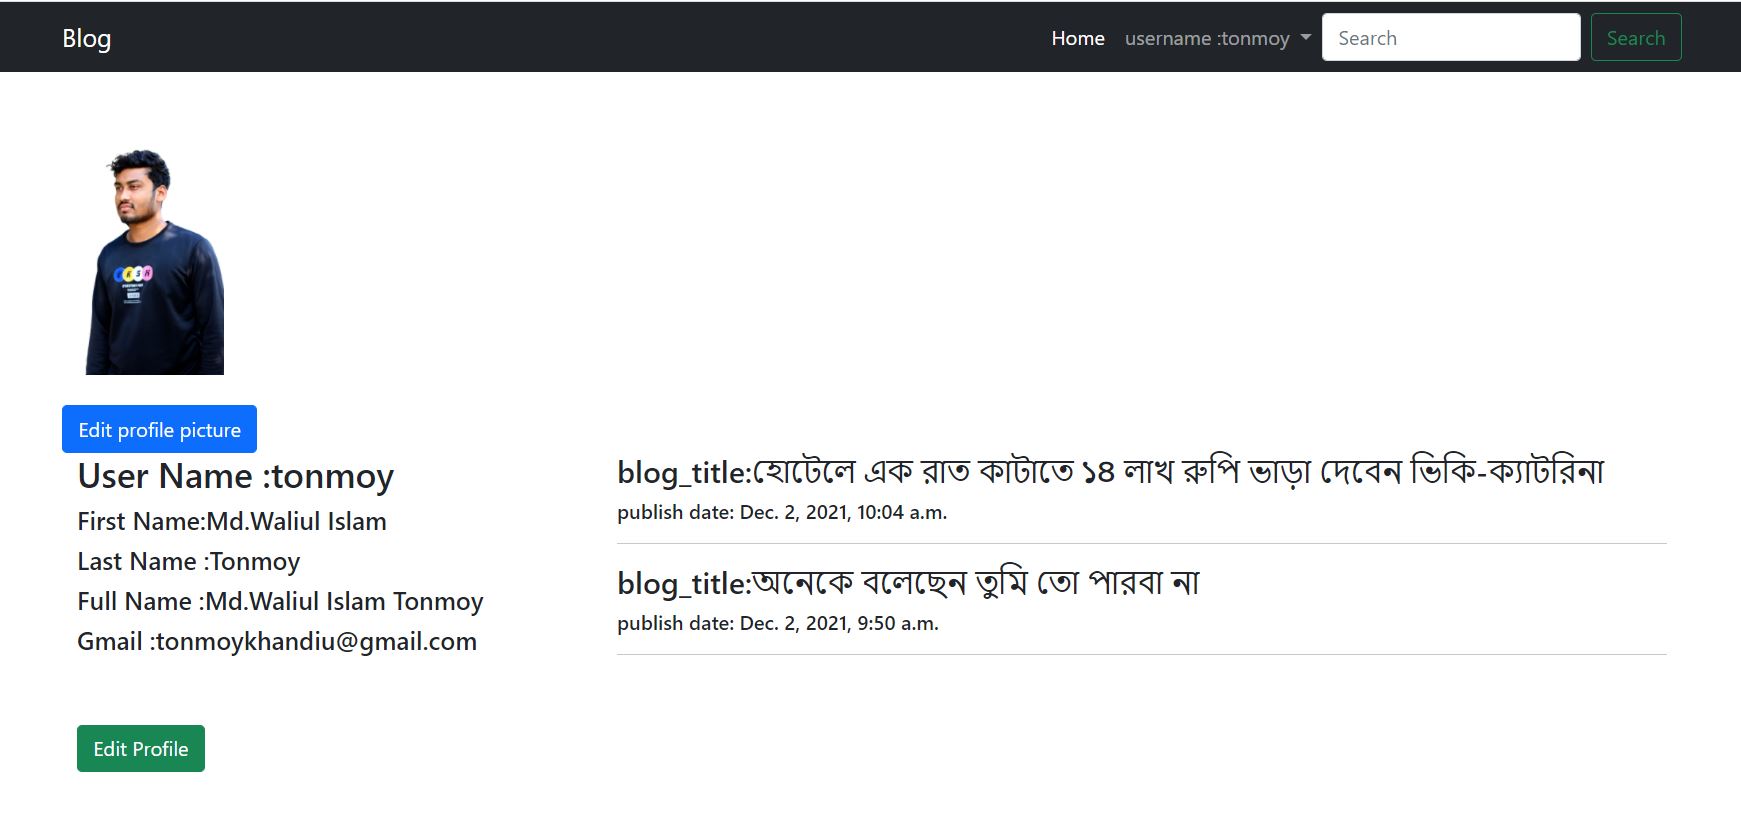 Blog
Home
username :tonmoy
Search
Search
Edit profile picture
User Name :tonmoy
First Name:Md.Waliul Islam
Last Name :Tonmoy
Full Name :Md.Waliul Islam Tonmoy
Gmail :tonmoykhandiu@gmail.com
Edit Profile
blog_title:হোটেলে এক রাত কাটাতে ১৪ লাখ রুপি ভাড়া দেবেন ভিকি-ক্যাটরিনা
publish date: Dec. 2, 2021, 10:04 a.m.
blog_title:অনেকে বলেছেন তুমি তো পারবা না
publish date: Dec. 2, 2021, 9:50 a.m.